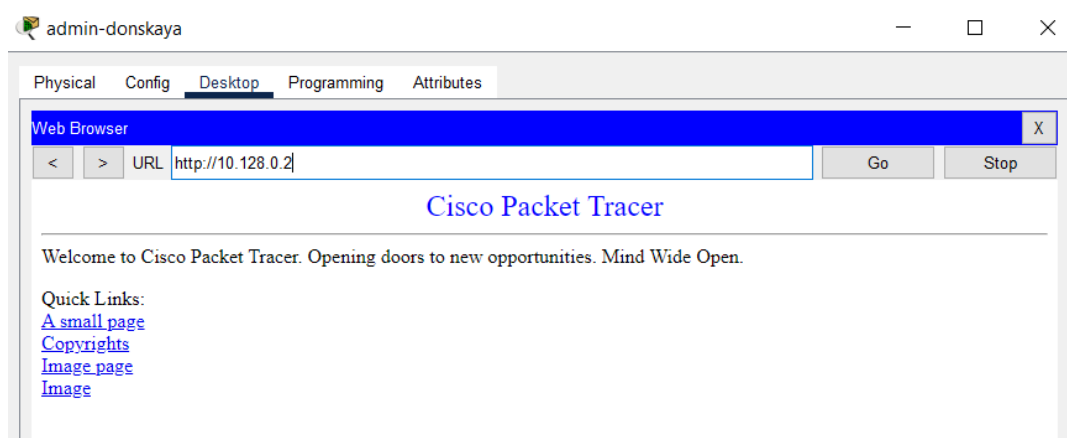 admin-donskaya
Physical Config Desktop Programming Attributes
Web Browser X
< > URL http://10.128.0.2 Go Stop
Cisco Packet Tracer
Welcome to Cisco Packet Tracer. Opening doors to new opportunities. Mind Wide Open.
Quick Links:
A small page
Copyrights
Image page
Image